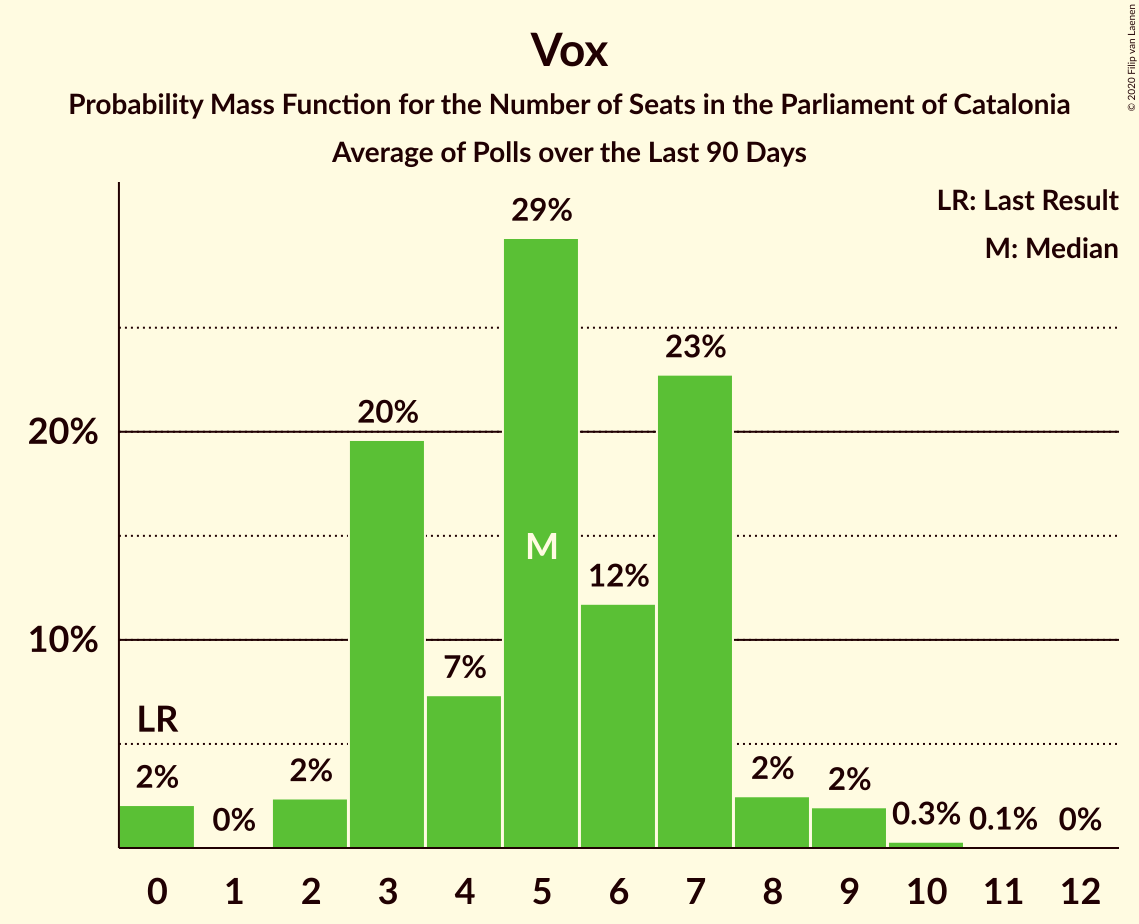 Vox
Probability Mass Function for the Number of Seats in the Parliament of Catalonia
Average of Polls over the Last 90 Days
© 2020 Filip van Laenen
LR: Last Result
M: Median
29%
23%
20%
20%
M
12%
10%
7%
LR
2%
0%
2%
2%
2%
0.3%
0.1%
0%
0 1 2 3 4 5 6 7 8 9 10 11 12